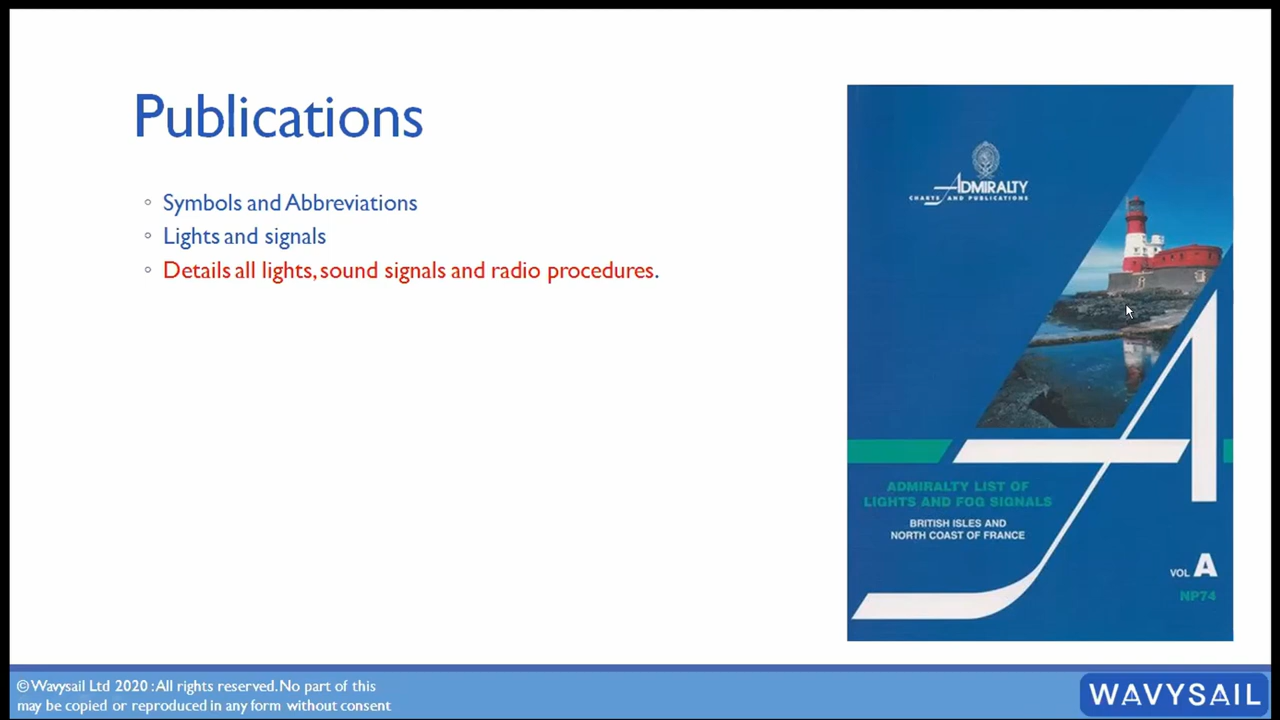 Publications
Symbols and Abbreviations
Lights and signals
Details all lights, sound signals and radio procedures.
ADMIRALTY
CHARTS AND PUBLICATIONS
ADMIRALTY LIST OF
LIGHTS AND FOG SIGNALS
BRITISH ISLES AND
NORTH COAST OF FRANCE
VOL A
NP74
© Wavysail Ltd 2020 : All rights reserved. No part of this
may be copied or reproduced in any form without consent
WAVYSAIL